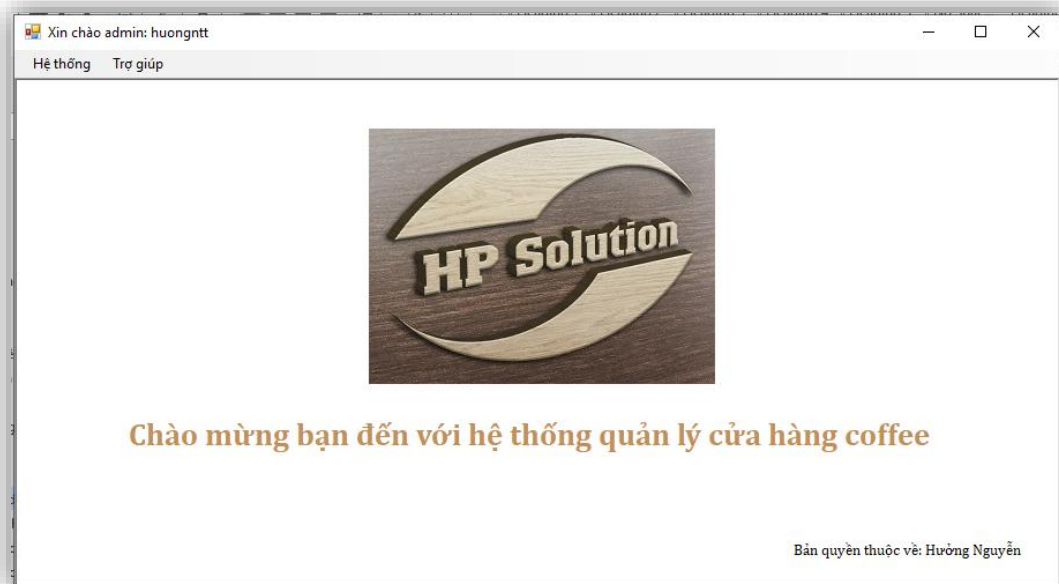 Xin chào admin: huongntt
Hệ thống Trợ giúp
HP Solution
Chào mừng bạn đến với hệ thống quản lý cửa hàng coffee
Bản quyền thuộc về: Hưởng Nguyễn